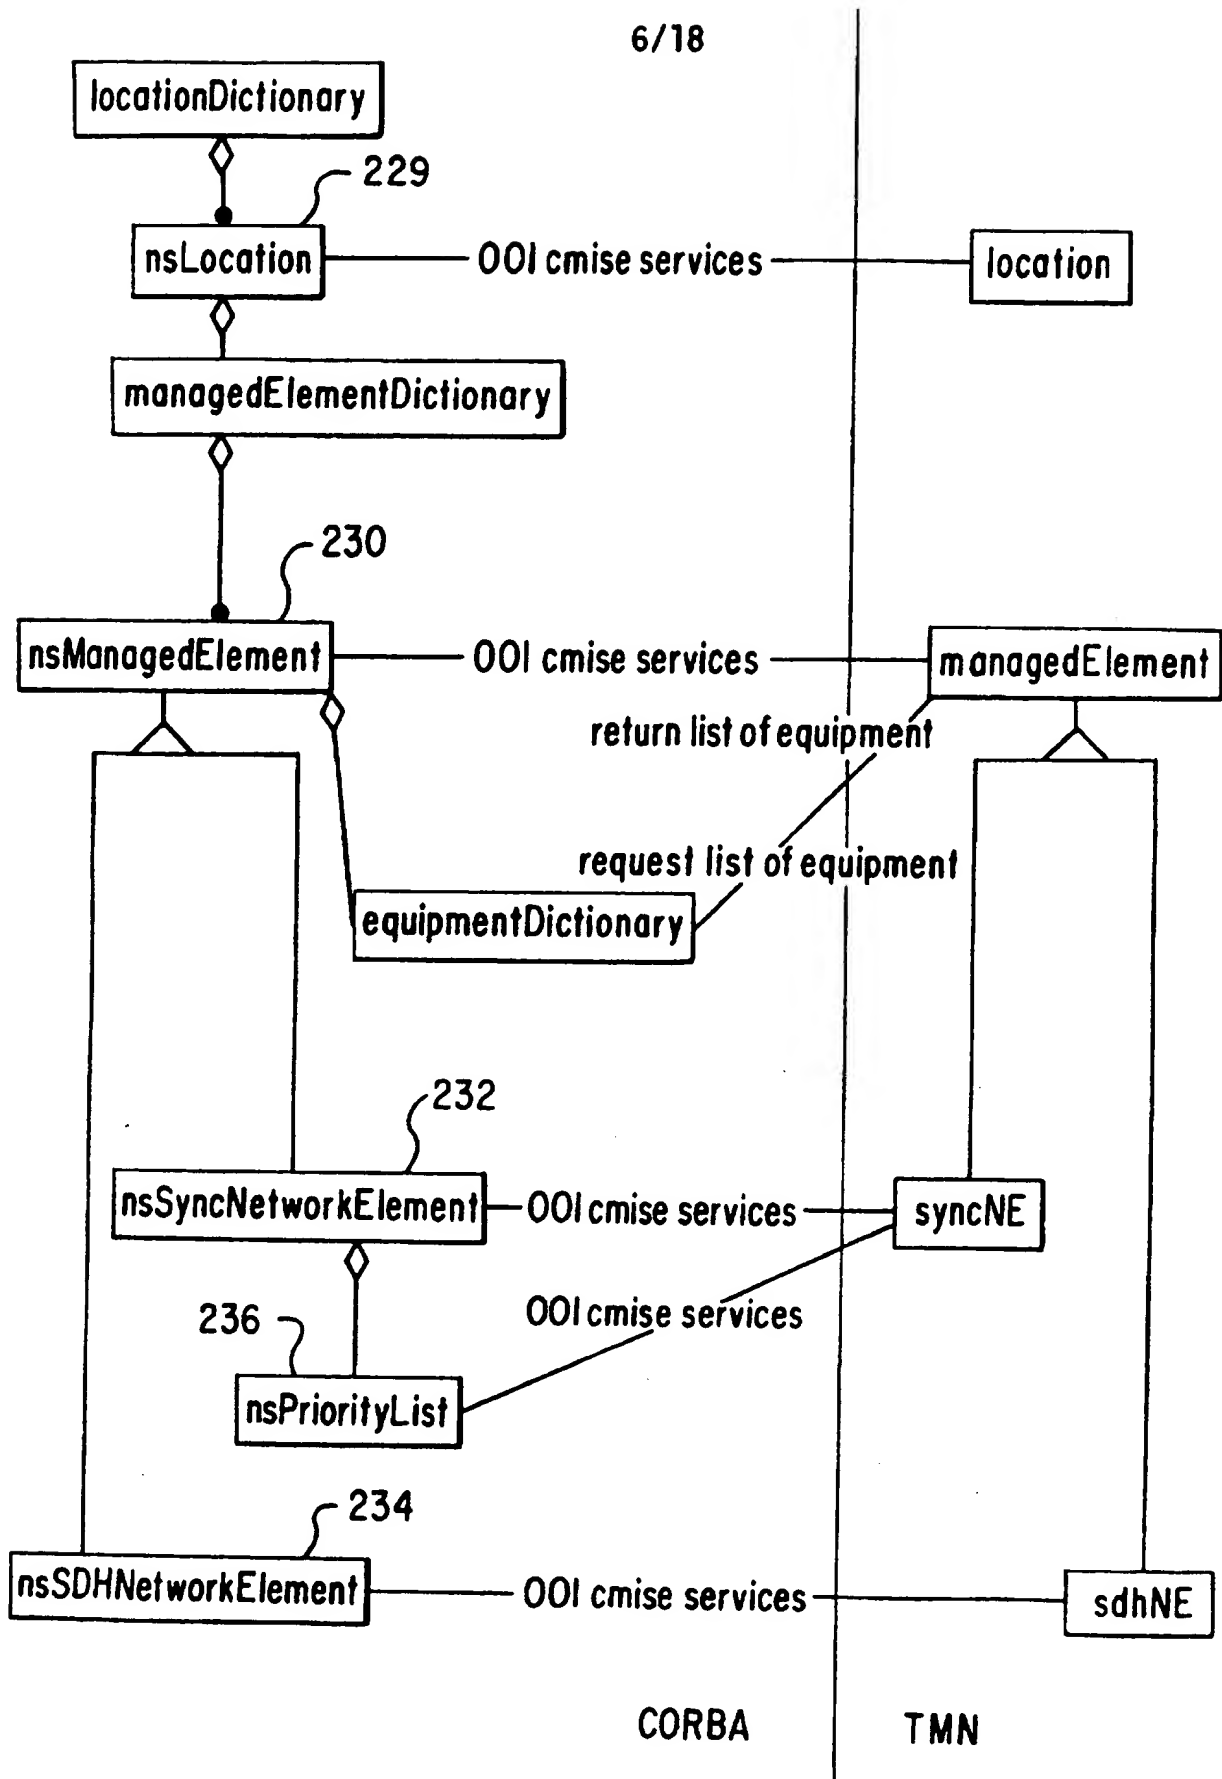 6/18
locationDictionary
229
nsLocation
OOI cmise services
location
managedElementDictionary
230
nsManagedElement
OOI cmise services
managedElement
return list of equipment
request list of equipment
equipmentDictionary
232
nsSyncNetworkElement
OOI cmise services
syncNE
236
OOI cmise services
nsPriorityList
234
nsSDHNetworkElement
OOI cmise services
sdhNE
CORBA
TMN